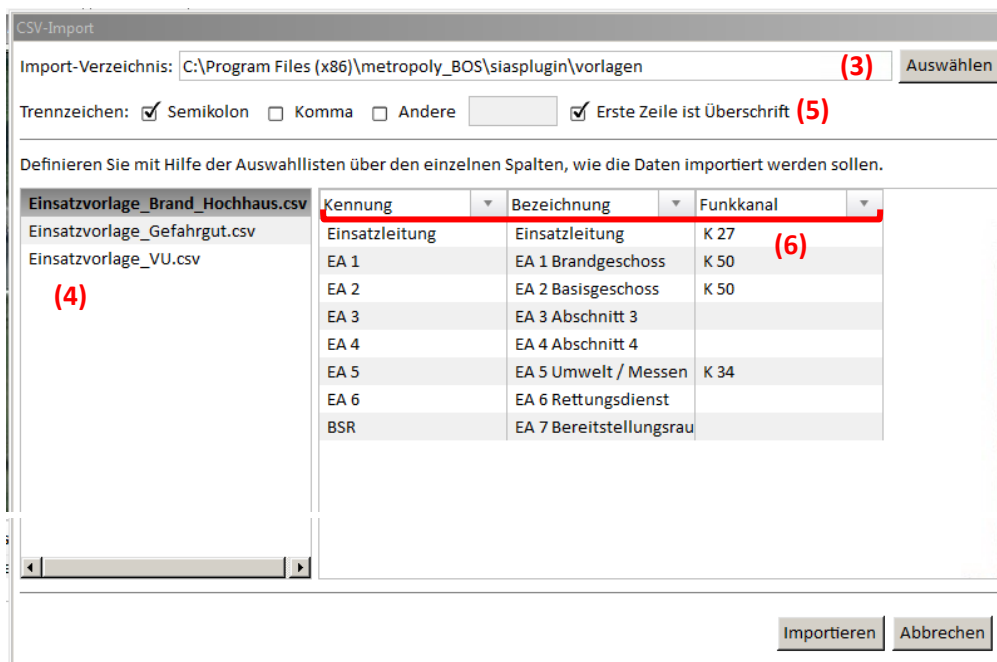 CSV-Import
Import-Verzeichnis: C:\Program Files (x86)\metropoly_BOS\siasplugin\vorlagen (3) Auswählen
Trennzeichen: Semikolon Komma Andere Erste Zeile ist Überschrift (5)
Definieren Sie mit Hilfe der Auswahllisten über den einzelnen Spalten, wie die Daten importiert werden sollen.
Einsatzvorlage_Brand_Hochhaus.csv
Einsatzvorlage_Gefahrgut.csv
Einsatzvorlage_VU.csv
(4)
Kennung Bezeichnung Funkkanal
Einsatzleitung Einsatzleitung K 27
(6)
EA 1 EA 1 Brandgeschoss K 50
EA 2 EA 2 Basisgeschoss K 50
EA 3 EA 3 Abschnitt 3
EA 4 EA 4 Abschnitt 4
EA 5 EA 5 Umwelt / Messen K 34
EA 6 EA 6 Rettungsdienst
BSR EA 7 Bereitstellungsrau
Importieren Abbrechen